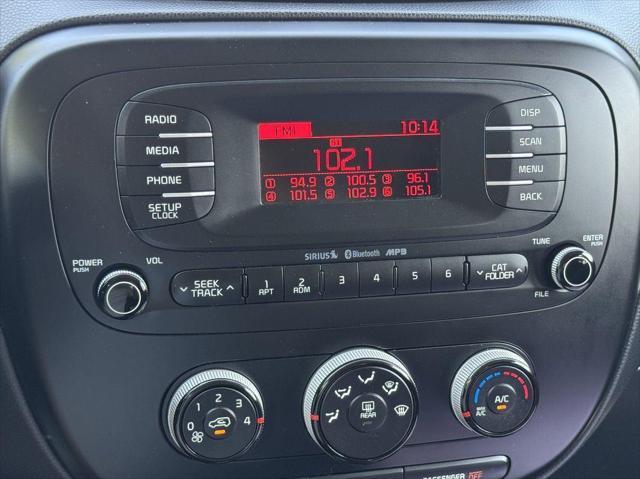 RADIO
MEDIA
PHONE
SETUP
CLOCK
FM1
10:14
102.1
1 94.9 2 100.5 3 96.1
4 101.5 5 102.9 6 105.1
DISP
SCAN
MENU
BACK
SIRIUS Bluetooth MP3
POWER
PUSH
VOL
SEEK
TRACK
1
RPT
2
RDM
3
4
5
6
CAT
FOLDER
TUNE
ENTER
PUSH
FILE
0 1 2 3 4
REAR
A/C
MAX
A/C
PASSENGER OFF